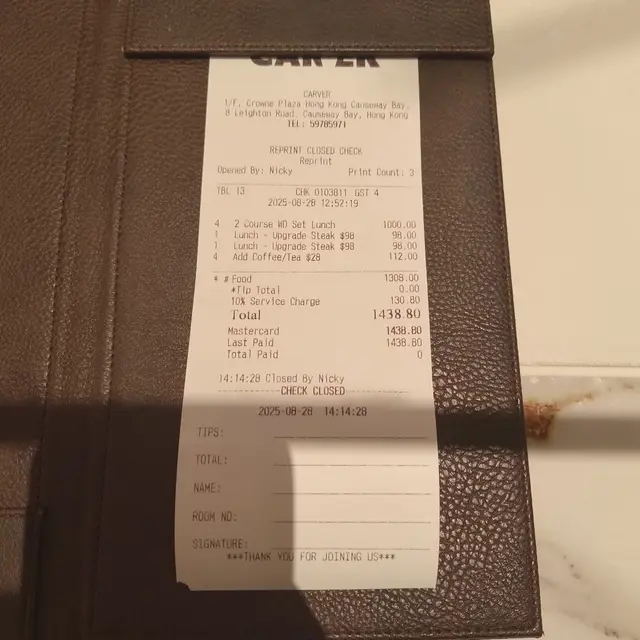 CARVER
CARVER
1/F, Crowne Plaza Hong Kong Causeway Bay,
8 Leighton Road, Causeway Bay, Hong Kong
TEL: 59785971
REPRINT CLOSED CHECK
Reprint
Opened By: Nicky Print Count: 3
TBL 13 CHK 0103811 GST 4
2025-08-28 12:52:19
4 2 Course WD Set Lunch 1000.00
1 Lunch - Upgrade Steak $98 98.00
1 Lunch - Upgrade Steak $98 98.00
4 Add Coffee/Tea $28 112.00
* # Food 1308.00
*Tip Total 0.00
10% Service Charge 130.80
Total 1438.80
Mastercard 1438.80
Last Paid 1438.80
Total Paid 0
14:14:28 Closed By Nicky
CHECK CLOSED
2025-08-28 14:14:28
TIPS:
TOTAL:
NAME:
ROOM NO:
SIGNATURE:
***THANK YOU FOR JOINING US***